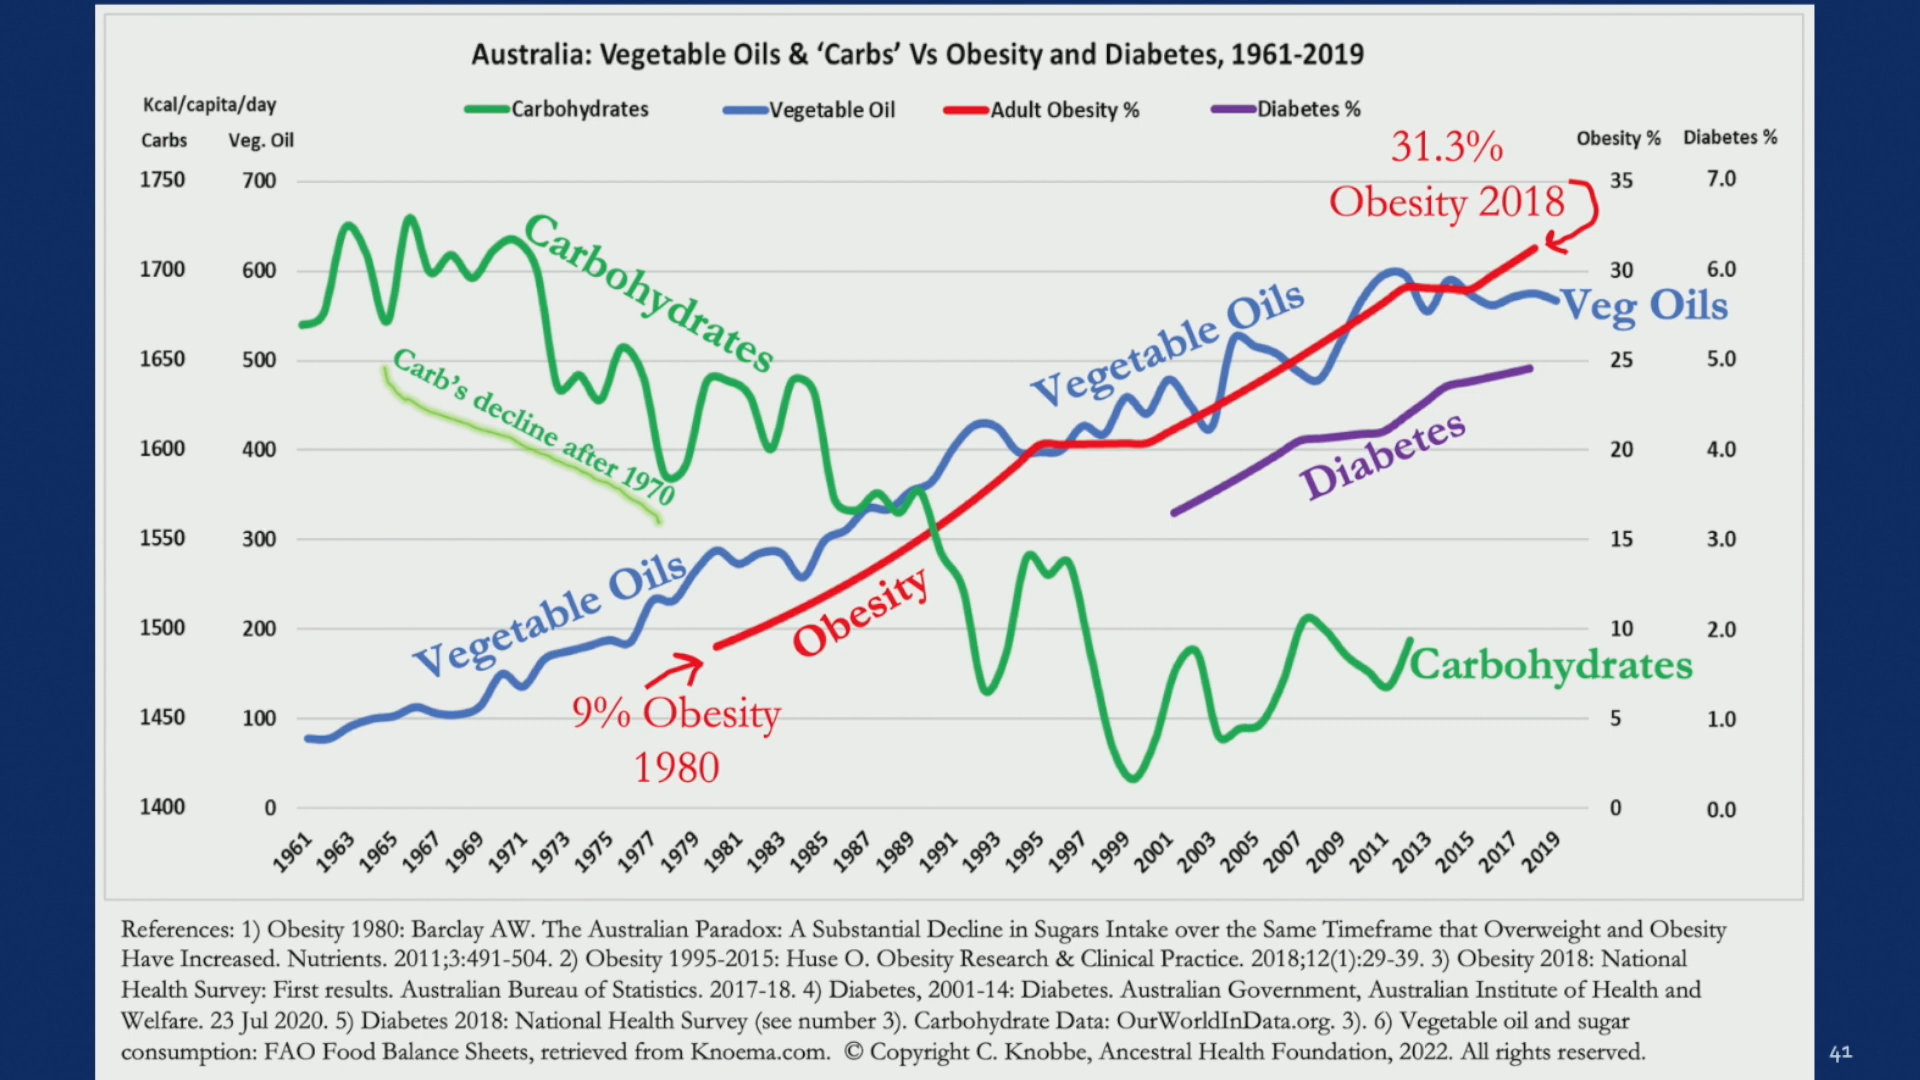 Australia: Vegetable Oils & ‘Carbs’ Vs Obesity and Diabetes, 1961-2019
Kcal/capita/day
Carbohydrates
Vegetable Oil
Adult Obesity %
Diabetes %
Carbs
Veg. Oil
Obesity %
Diabetes %
31.3%
Obesity 2018
1750 700 35 7.0
1700 600 30 6.0
1650 500 25 5.0
1600 400 20 4.0
1550 300 15 3.0
1500 200 10 2.0
1450 100 5 1.0
1400 0 0 0.0
Carbohydrates
Carb’s decline after 1970
Vegetable Oils
Veg Oils
Diabetes
Vegetable Oils
Obesity
Carbohydrates
9% Obesity
1980
1961 1963 1965 1967 1969 1971 1973 1975 1977 1979 1981 1983 1985 1987 1989 1991 1993 1995 1997 1999 2001 2003 2005 2007 2009 2011 2013 2015 2017 2019
References: 1) Obesity 1980: Barclay AW. The Australian Paradox: A Substantial Decline in Sugars Intake over the Same Timeframe that Overweight and Obesity
Have Increased. Nutrients. 2011;3:491-504. 2) Obesity 1995-2015: Huse O. Obesity Research & Clinical Practice. 2018;12(1):29-39. 3) Obesity 2018: National
Health Survey: First results. Australian Bureau of Statistics. 2017-18. 4) Diabetes, 2001-14: Diabetes. Australian Government, Australian Institute of Health and
Welfare. 23 Jul 2020. 5) Diabetes 2018: National Health Survey (see number 3). Carbohydrate Data: OurWorldInData.org. 3). 6) Vegetable oil and sugar
consumption: FAO Food Balance Sheets, retrieved from Knoema.com. © Copyright C. Knobbe, Ancestral Health Foundation, 2022. All rights reserved.
41